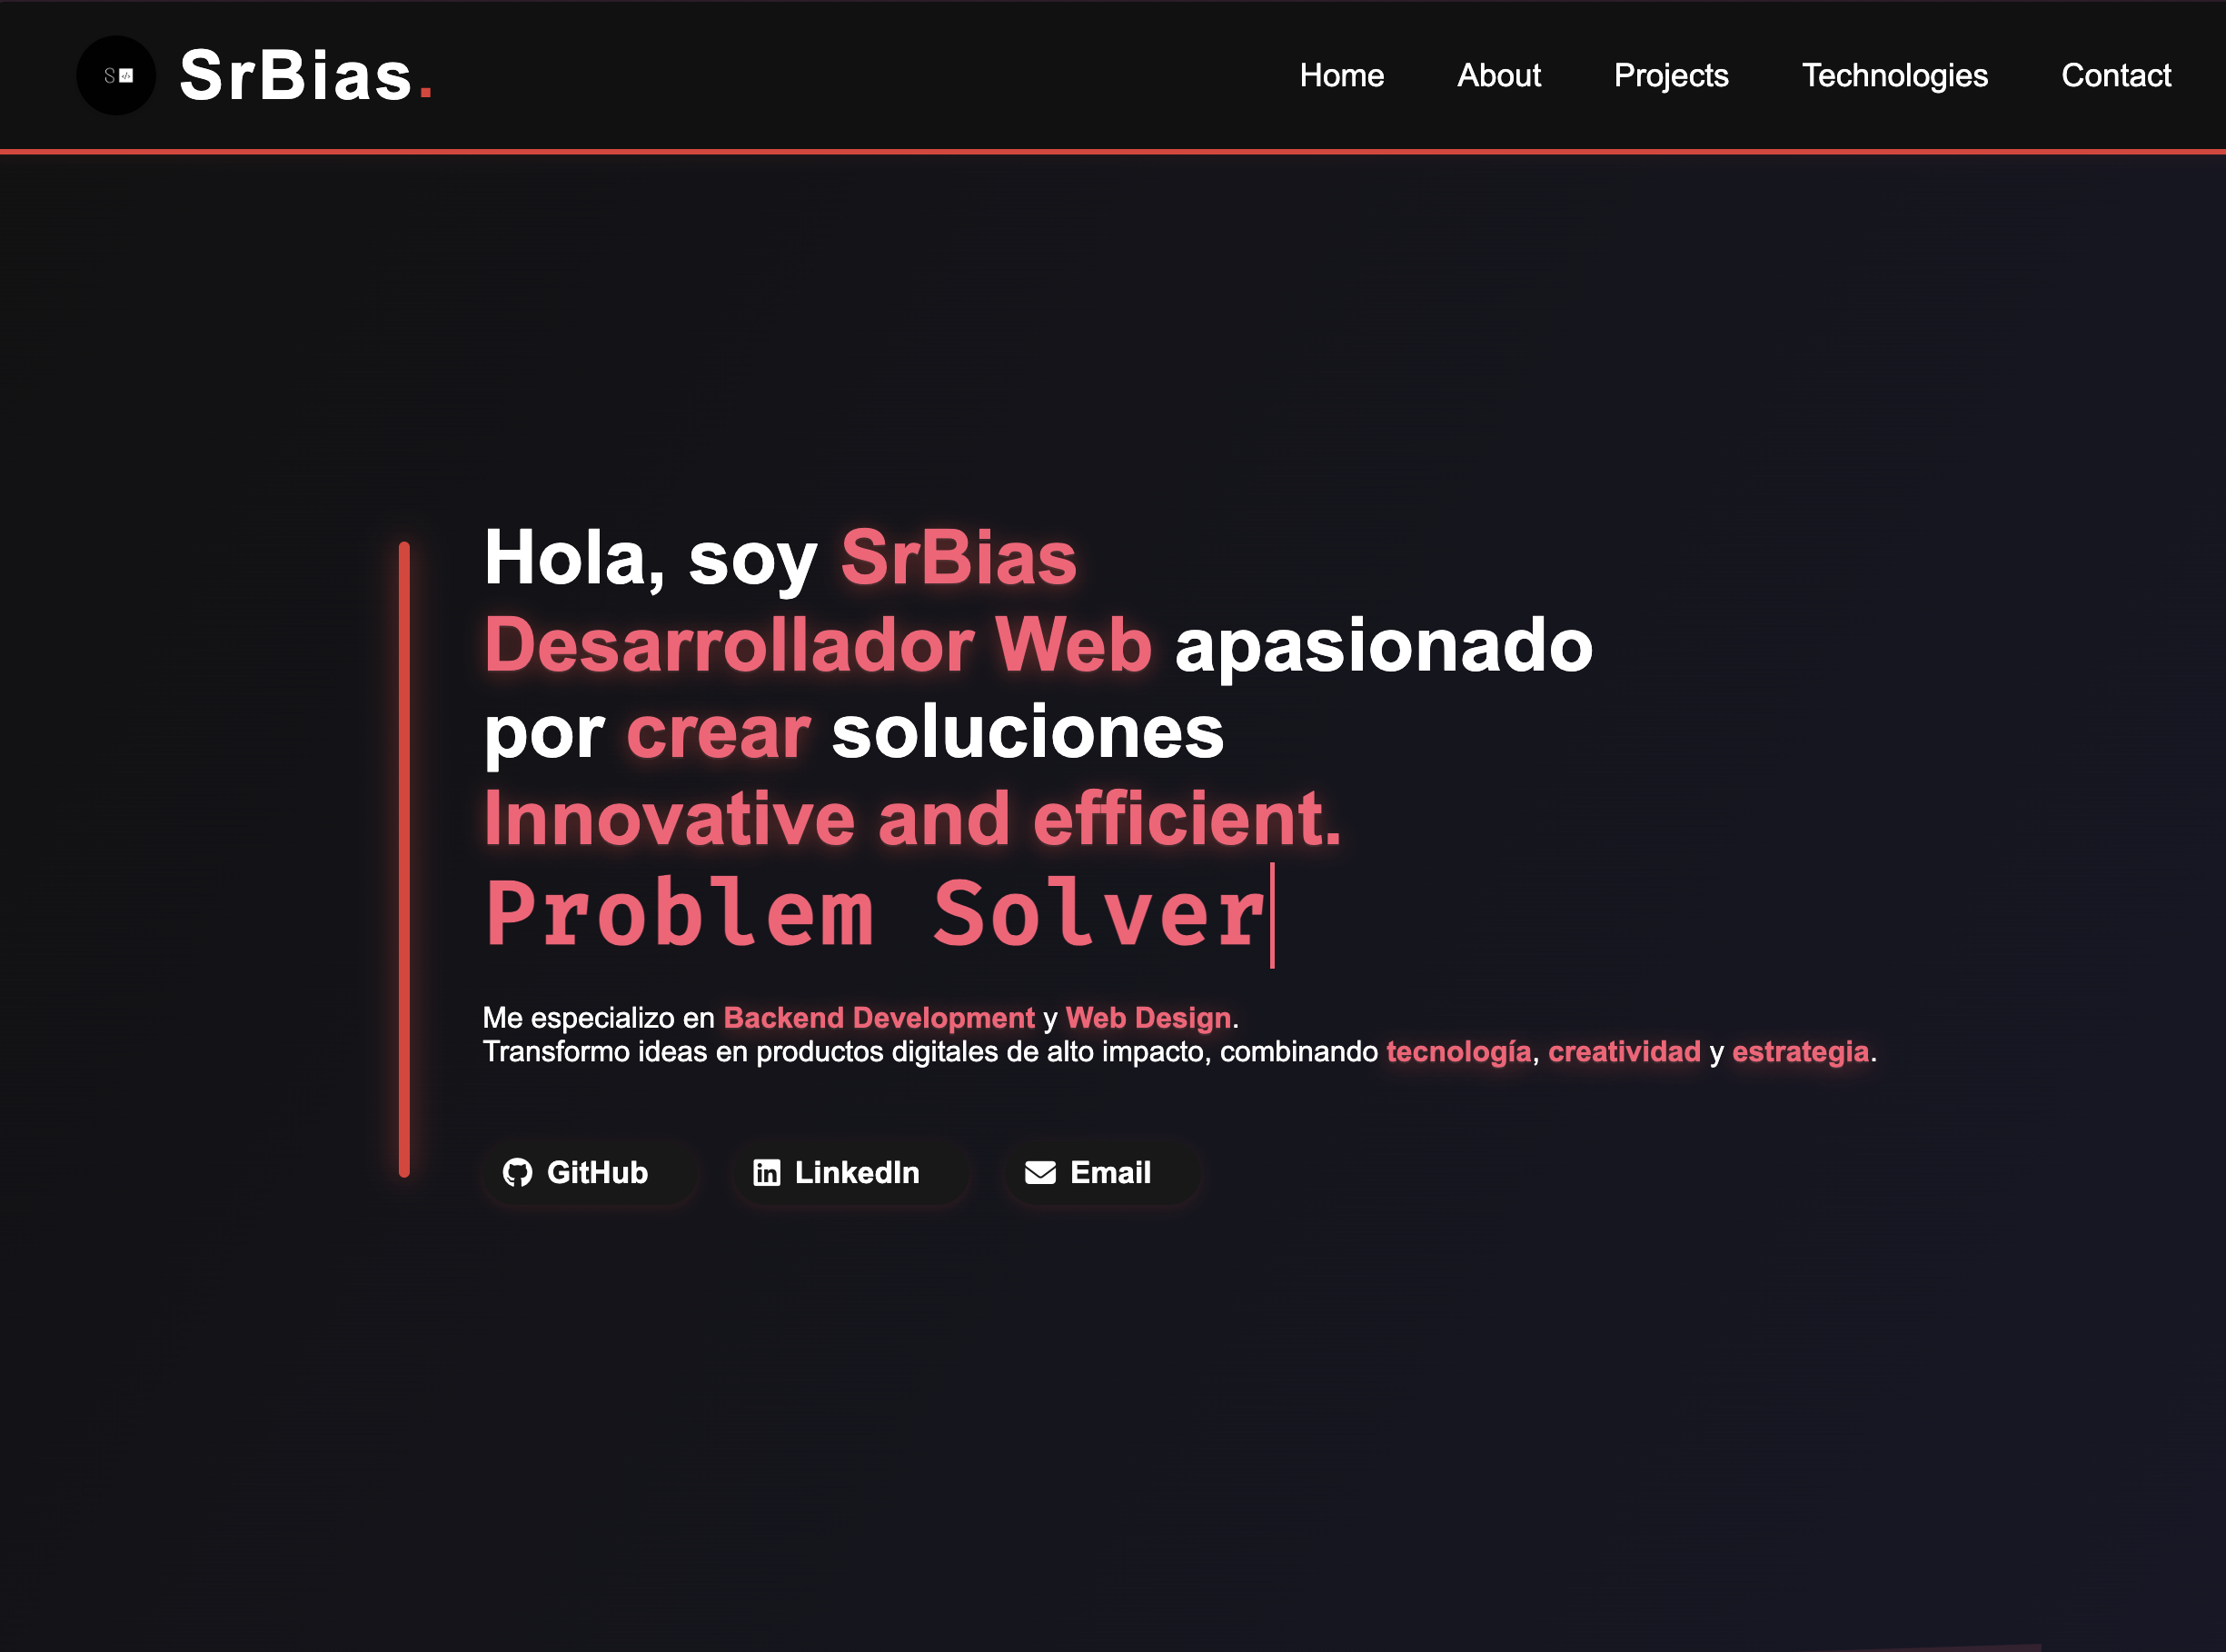 S </>
SrBias.
Home About Projects Technologies Contact
Hola, soy SrBias
Desarrollador Web apasionado
por crear soluciones
Innovative and efficient.
Problem Solver
Me especializo en Backend Development y Web Design.
Transformo ideas en productos digitales de alto impacto, combinando tecnología, creatividad y estrategia.
GitHub LinkedIn Email